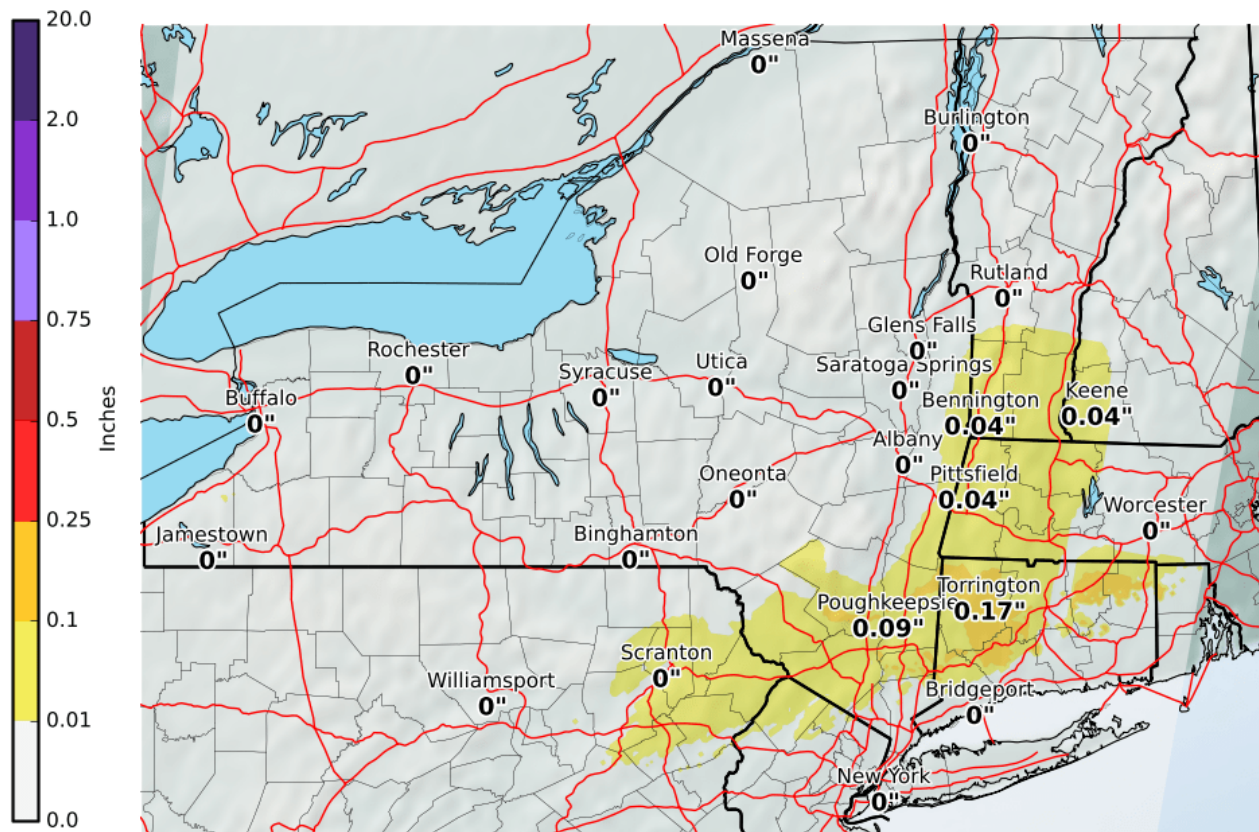 20.0
2.0
1.0
0.75
0.5
0.25
0.1
0.01
0.0
Inches
Massena
0"
Burlington
0"
Old Forge
0"
Rutland
0"
Glens Falls
0"
Saratoga Springs
0"
Rochester
0"
Syracuse
0"
Utica
0"
Buffalo
0"
Bennington
0.04"
Keene
0.04"
Albany
0"
Oneonta
0"
Pittsfield
0.04"
Worcester
0"
Jamestown
0"
Binghamton
0"
Torrington
0.17"
Poughkeepsie
0.09"
Scranton
0"
Williamsport
0"
Bridgeport
0"
New York
0"